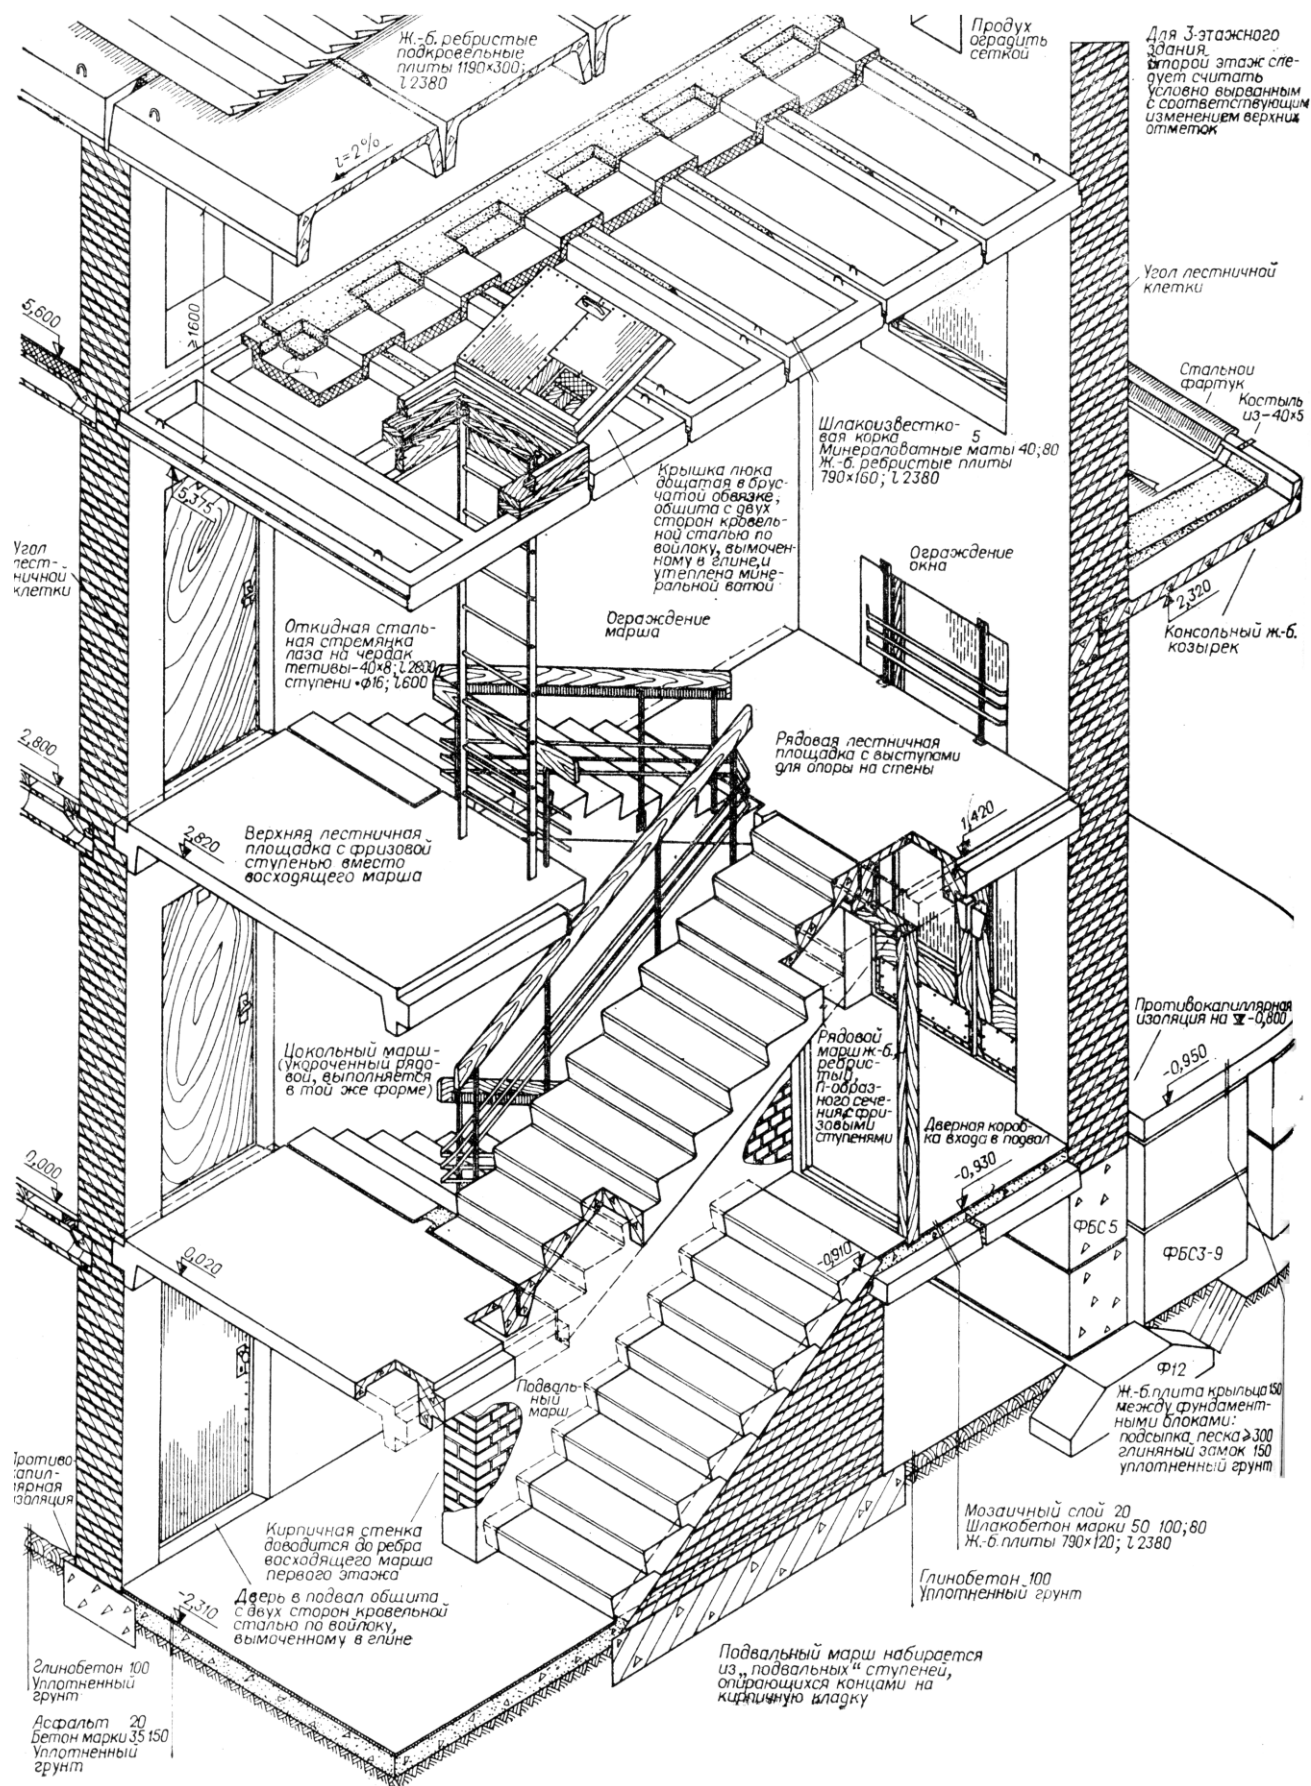 Ж.-б. ребристые
подкровельные
плиты 1190×300;
l 2380
Продух
оградить
сеткой
Для 3-этажного
здания
второй этаж сле-
дует считать
условно вырванным
с соответствующим
изменением верхних
отметок
i=2%
≥1600
5,600
5,375
Угол лестничной
клетки
Стальной
фартук
Костыль
из -40×5
Шлакоизвестко-
вая корка 5
Минераловатные маты 40;80
Ж.-б. ребристые плиты
790×160; l 2380
Крышка люка
дощатая в брус-
чатой обвязке,
обшита с двух
сторон кровель-
ной сталью по
войлоку, вымочен-
ному в глине, и
утеплена мине-
ральной ватой
Ограждение
окна
2,320
Консольный ж.-б.
козырек
Угол
лест-
ничной
клетки
Откидная сталь-
ная стремянка
лаза на чердак
тетивы -40×8; l 2800
ступени •ф16; l 600
Ограждение
марша
2,800
2,820
Верхняя лестничная
площадка с фризовой
ступенью вместо
восходящего марша
Рядовая лестничная
площадка с выступами
для опоры на стены
1,420
Противокапиллярная
изоляция на -0,800
-0,950
Цокольный марш -
(укороченный рядо-
вой, выполняется
в той же форме)
Рядовой
марш ж.-б.
ребрис-
тый,
П-образ-
ного сече-
ния, с фри-
зовыми
ступенями
Дверная короб-
ка входа в подвал
-0,930
-0,910
0,000
0,020
ФБС 5
ФБС3-9
Ф12
Ж.-б. плита крыльца 150
между фундамент-
ными блоками:
подсыпка песка ≥300
глиняный замок 150
уплотненный грунт
Подваль-
ный
марш
Противо-
капил-
лярная
изоляция
Мозаичный слой 20
Шлакобетон марки 50 100;80
Ж.-б. плиты 790×120; l 2380
Кирпичная стенка
доводится до ребра
восходящего марша
первого этажа
Глинобетон 100
Уплотненный грунт
-2,310
Дверь в подвал обшита
с двух сторон кровельной
сталью по войлоку,
вымоченному в глине
Подвальный марш набирается
из „подвальных“ ступеней,
опирающихся концами на
кирпичную кладку
Глинобетон 100
Уплотненный
грунт
Асфальт 20
Бетон марки 35 150
Уплотненный
грунт